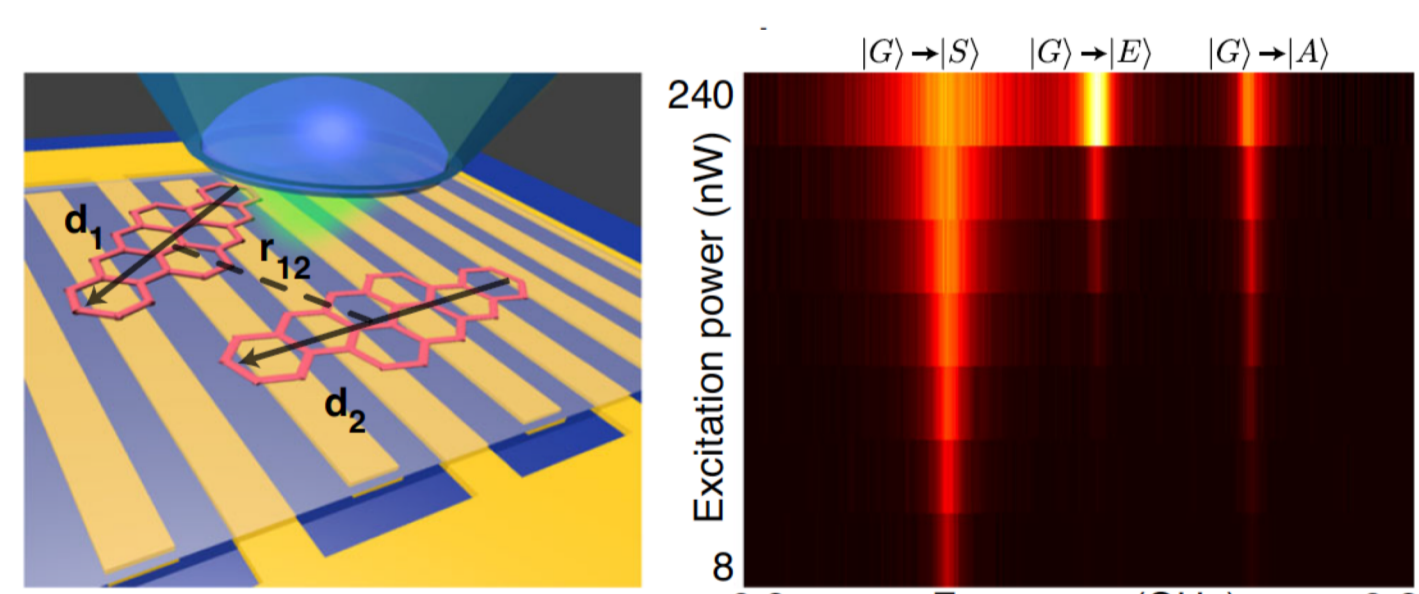 d1
r12
d2
|G⟩→|S⟩ |G⟩→|E⟩ |G⟩→|A⟩
240
Excitation power (nW)
8